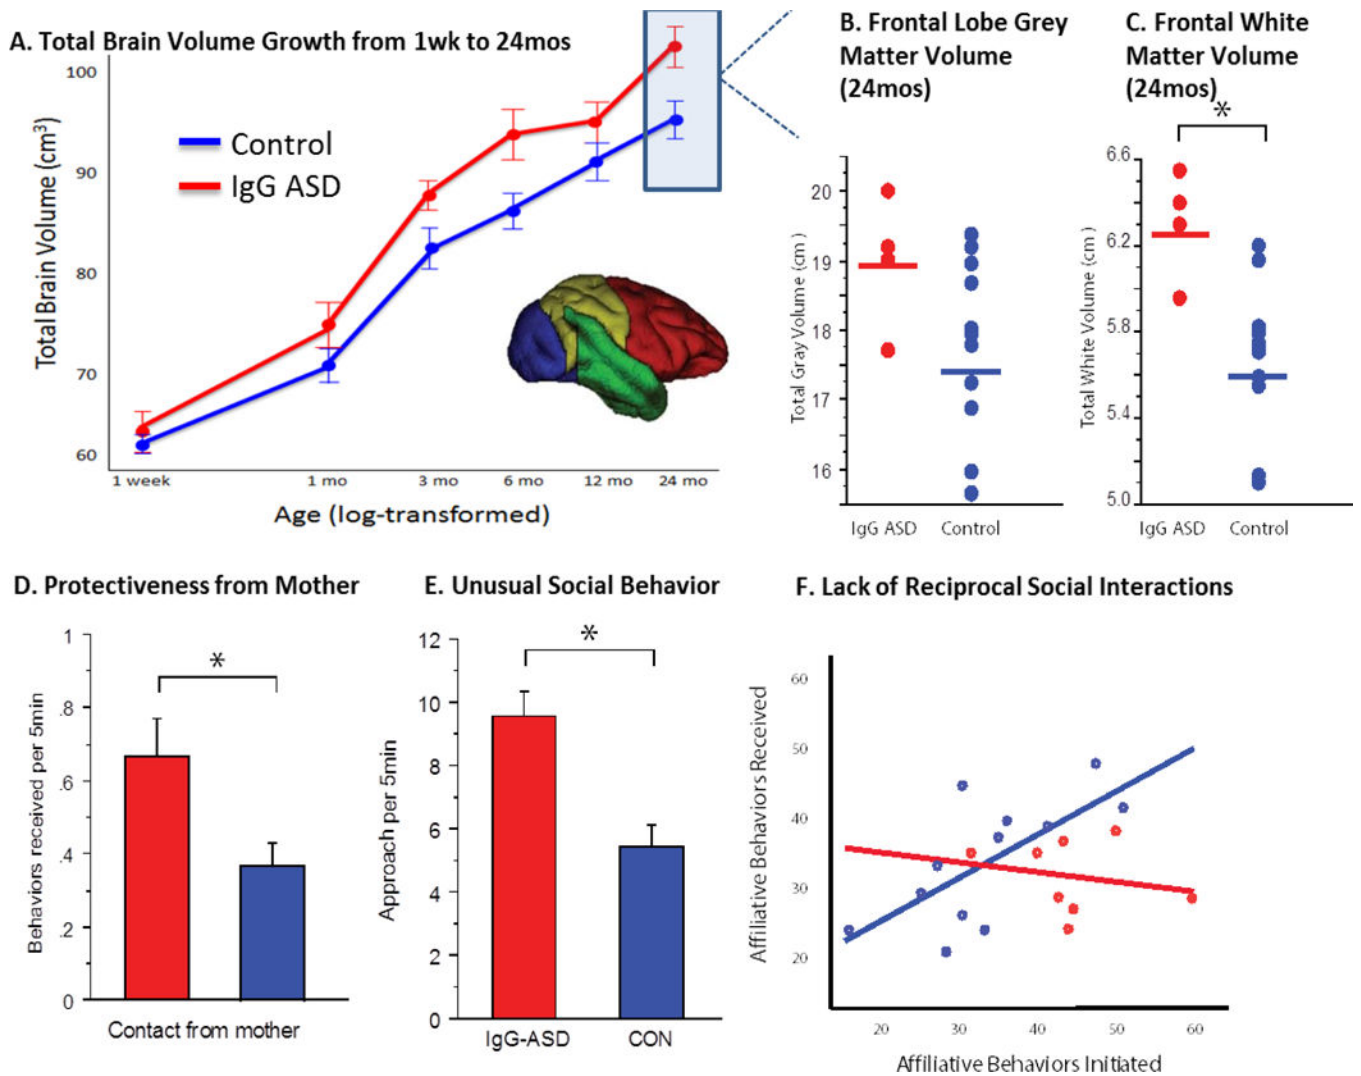 A. Total Brain Volume Growth from 1wk to 24mos
100
90
80
70
60
Total Brain Volume (cm³)
Control
IgG ASD
1 week
1 mo
3 mo
6 mo
12 mo
24 mo
Age (log-transformed)
B. Frontal Lobe Grey
Matter Volume
(24mos)
20
19
18
17
16
Total Gray Volume (cm )
IgG ASD
Control
C. Frontal White
Matter Volume
(24mos)
*
6.6
6.2
5.8
5.4
5.0
Total White Volume (cm )
IgG ASD
Control
D. Protectiveness from Mother
1
.8
.6
.4
.2
0
Behaviors received per 5min
*
Contact from mother
E. Unusual Social Behavior
12
10
8
6
4
2
0
Approach per 5min
*
IgG-ASD
CON
F. Lack of Reciprocal Social Interactions
60
50
40
30
20
Affiliative Behaviors Received
20
30
40
50
60
Affiliative Behaviors Initiated